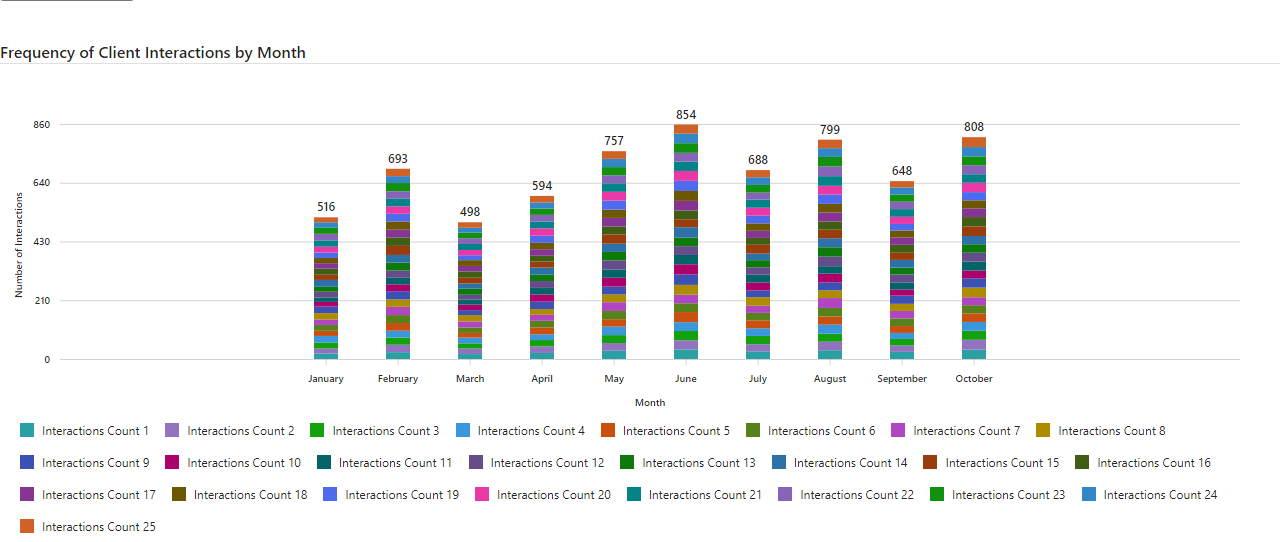 Frequency of Client Interactions by Month
854
860
808
799
757
693
688
648
640
594
516
498
430
210
0
Number of Interactions
January February March April May June July August September October
Month
Interactions Count 1 Interactions Count 2 Interactions Count 3 Interactions Count 4 Interactions Count 5 Interactions Count 6 Interactions Count 7 Interactions Count 8
Interactions Count 9 Interactions Count 10 Interactions Count 11 Interactions Count 12 Interactions Count 13 Interactions Count 14 Interactions Count 15 Interactions Count 16
Interactions Count 17 Interactions Count 18 Interactions Count 19 Interactions Count 20 Interactions Count 21 Interactions Count 22 Interactions Count 23 Interactions Count 24
Interactions Count 25